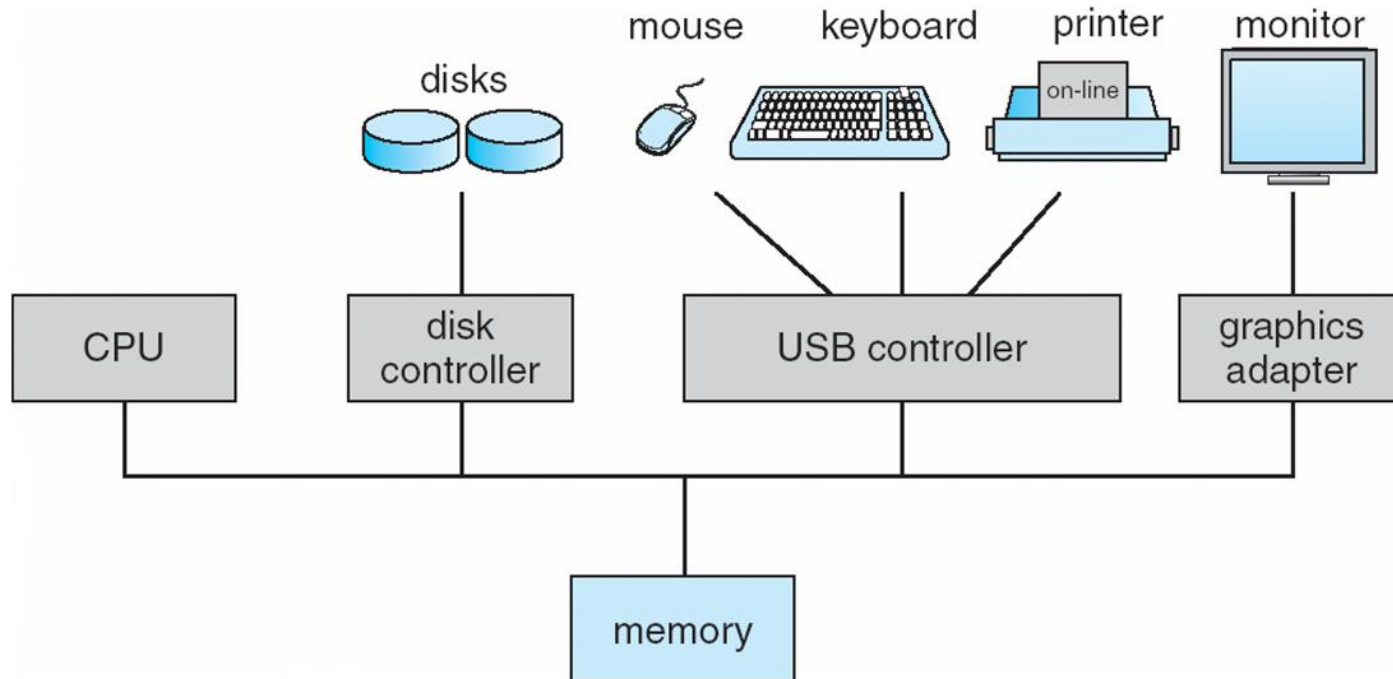 mouse
keyboard
printer
monitor
disks
on-line
CPU
disk
controller
USB controller
graphics
adapter
memory